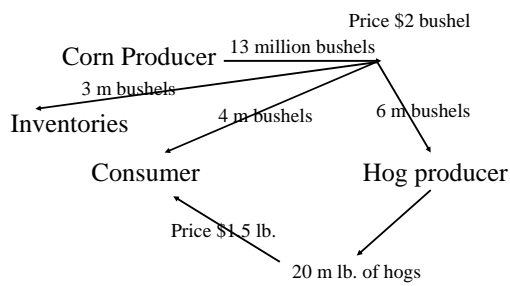 Price $2 bushel
Corn Producer
13 million bushels
3 m bushels
Inventories
4 m bushels
6 m bushels
Consumer
Hog producer
Price $1.5 lb.
20 m lb. of hogs